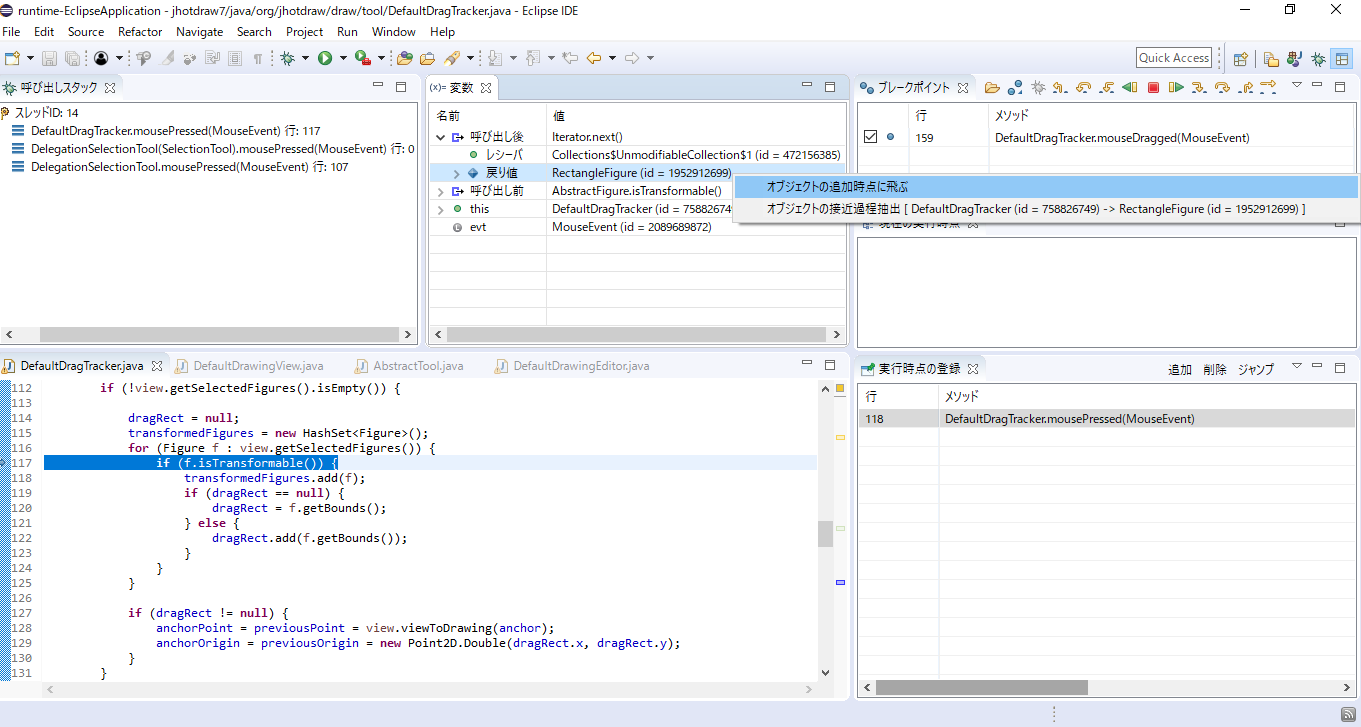 runtime-EclipseApplication - jhotdraw7/java/org/jhotdraw/draw/tool/DefaultDragTracker.java - Eclipse IDE
File Edit Source Refactor Navigate Search Project Run Window Help
Quick Access
呼び出しスタック
スレッドID: 14
DefaultDragTracker.mousePressed(MouseEvent) 行: 117
DelegationSelectionTool(SelectionTool).mousePressed(MouseEvent) 行: 0
DelegationSelectionTool.mousePressed(MouseEvent) 行: 107
(x)= 変数
名前 値
呼び出し後 Iterator.next()
レシーバ Collections$UnmodifiableCollection$1 (id = 472156385)
戻り値 RectangleFigure (id = 1952912699)
呼び出し前 AbstractFigure.isTransformable()
this DefaultDragTracker (id = 75882674
evt MouseEvent (id = 2089689872)
オブジェクトの追加時点に飛ぶ
オブジェクトの接近過程抽出 [ DefaultDragTracker (id = 758826749) -> RectangleFigure (id = 1952912699) ]
ブレークポイント
行 メソッド
159 DefaultDragTracker.mouseDragged(MouseEvent)
現在の実行時点
DefaultDragTracker.java DefaultDrawingView.java AbstractTool.java DefaultDrawingEditor.java
112 if (!view.getSelectedFigures().isEmpty()) {
113
114 dragRect = null;
115 transformedFigures = new HashSet<Figure>();
116 for (Figure f : view.getSelectedFigures()) {
117 if (f.isTransformable()) {
118 transformedFigures.add(f);
119 if (dragRect == null) {
120 dragRect = f.getBounds();
121 } else {
122 dragRect.add(f.getBounds());
123 }
124 }
125 }
126
127 if (dragRect != null) {
128 anchorPoint = previousPoint = view.viewToDrawing(anchor);
129 anchorOrigin = previousOrigin = new Point2D.Double(dragRect.x, dragRect.y);
130 }
131 }
実行時点の登録 追加 削除 ジャンプ
行 メソッド
118 DefaultDragTracker.mousePressed(MouseEvent)